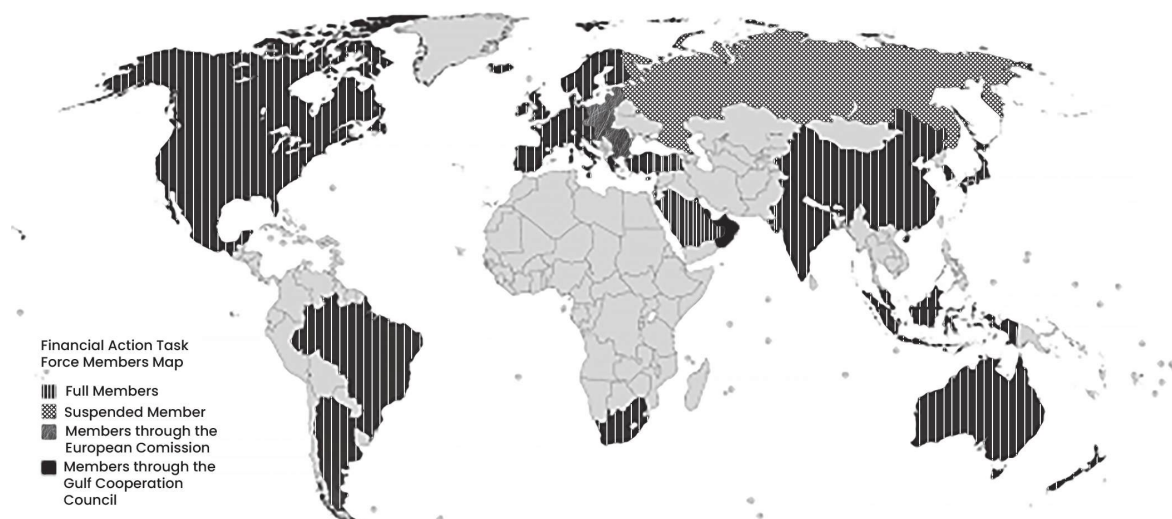 Financial Action Task
Force Members Map
Full Members
Suspended Member
Members through the
European Comission
Members through the
Gulf Cooperation
Council